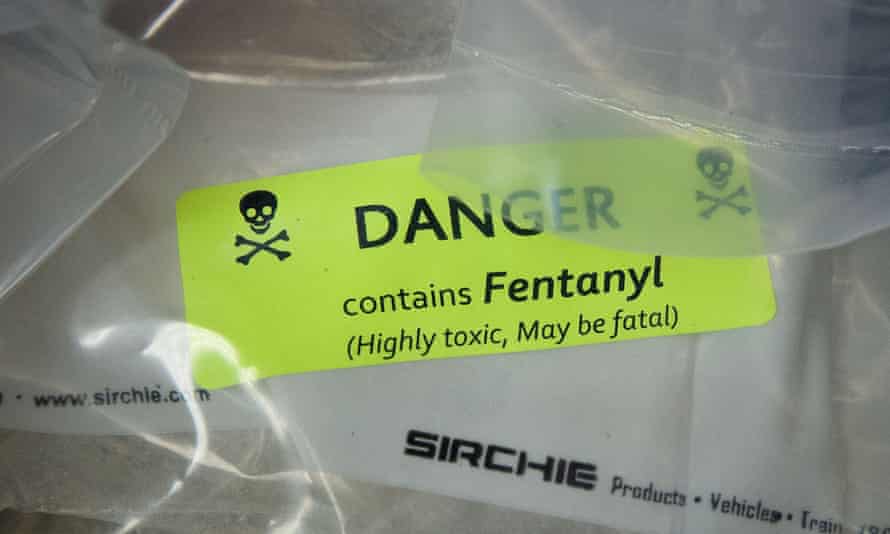 DANGER
contains Fentanyl
(Highly toxic, May be fatal)
• www.sirchie.com
SIRCHIE
Products • Vehicles • Train